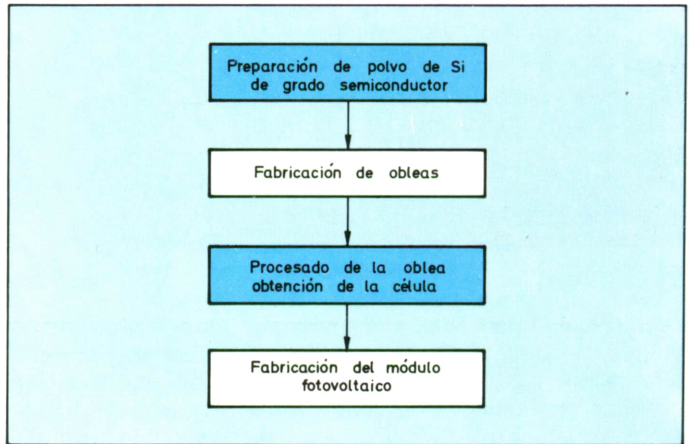 Preparación de polvo de Si
de grado semiconductor
Fabricación de obleas
Procesado de la oblea
obtención de la célula
Fabricación del módulo
fotovoltaico